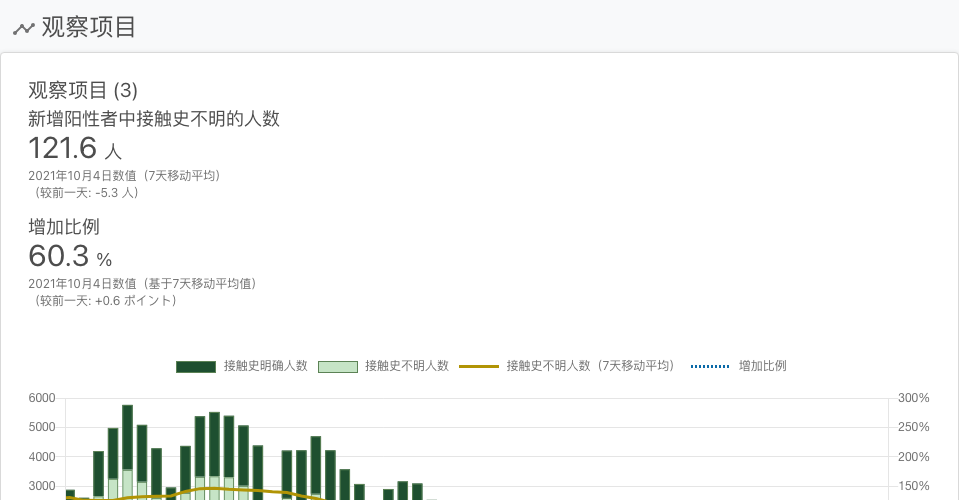 观察项目
观察项目 (3)
新增阳性者中接触史不明的人数
121.6 人
2021年10月4日数值（7天移动平均）
（较前一天: -5.3 人）
增加比例
60.3 %
2021年10月4日数值（基于7天移动平均值）
（较前一天: +0.6 ポイント）
接触史明确人数 接触史不明人数 接触史不明人数（7天移动平均） 增加比例
6000 300%
5000 250%
4000 200%
3000 150%